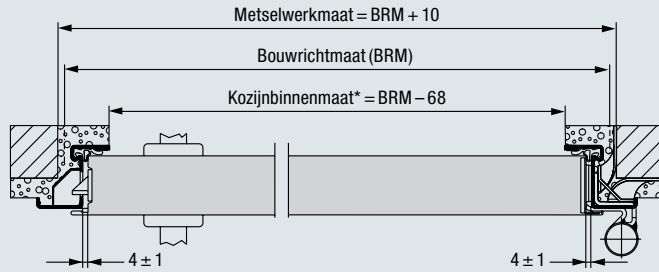 Metselwerkmaat = BRM + 10
Bouwrichtmaat (BRM)
Kozijnbinnenmaat* = BRM – 68
4 ± 1
4 ± 1